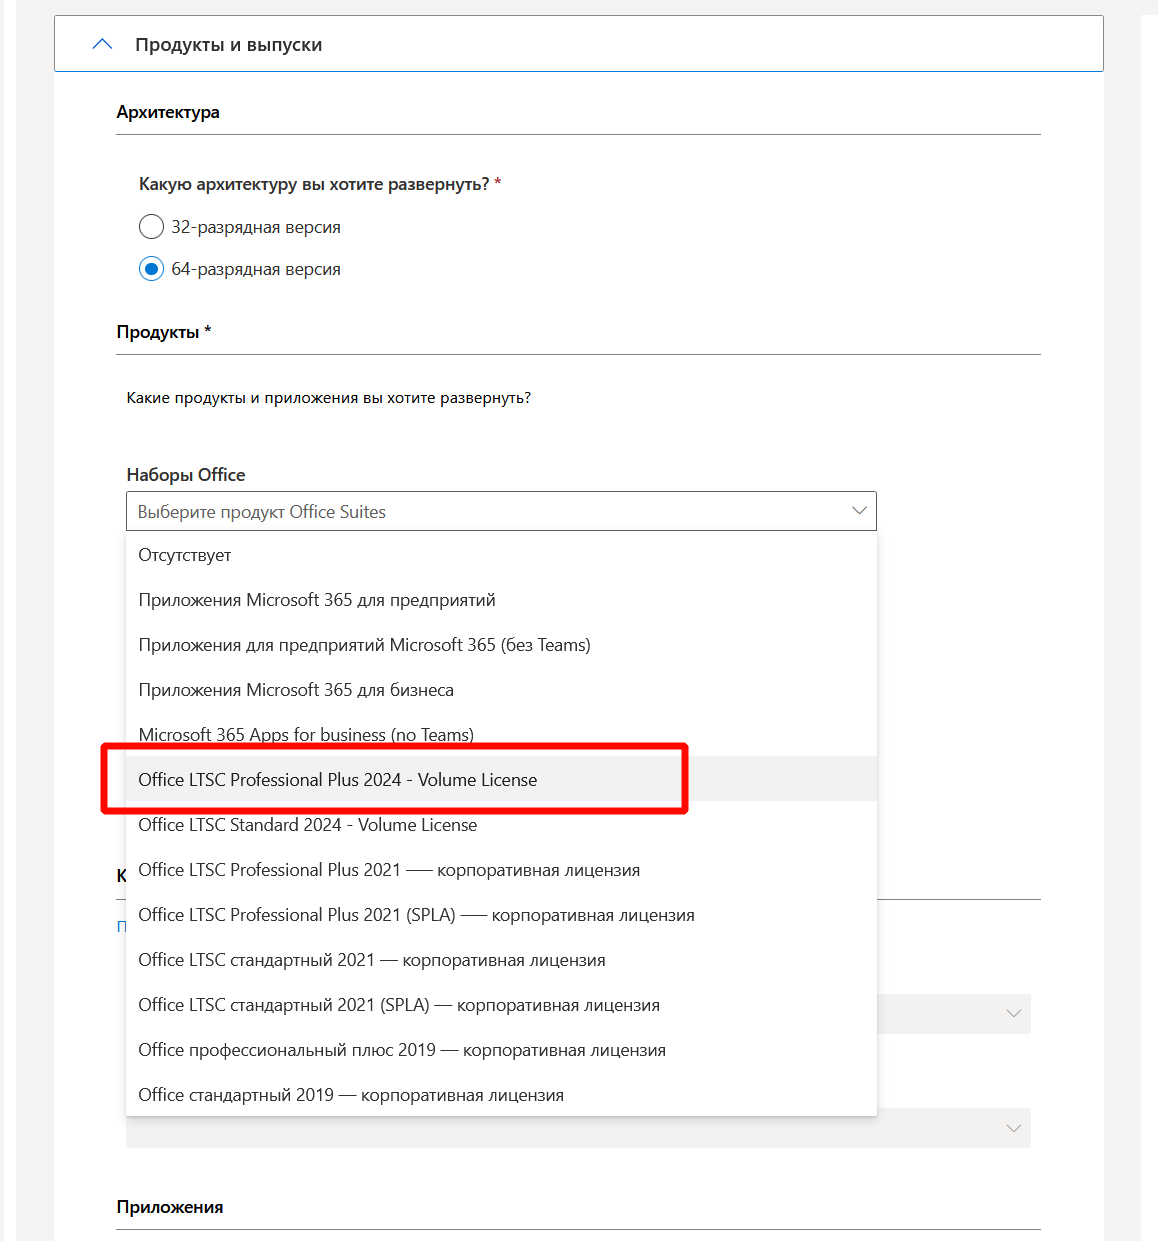 Продукты и выпуски
Архитектура
Какую архитектуру вы хотите развернуть? *
32-разрядная версия
64-разрядная версия
Продукты *
Какие продукты и приложения вы хотите развернуть?
Наборы Office
Выберите продукт Office Suites
Отсутствует
Приложения Microsoft 365 для предприятий
Приложения для предприятий Microsoft 365 (без Teams)
Приложения Microsoft 365 для бизнеса
Microsoft 365 Apps for business (no Teams)
Office LTSC Professional Plus 2024 - Volume License
Office LTSC Standard 2024 - Volume License
Office LTSC Professional Plus 2021 –— корпоративная лицензия
Office LTSC Professional Plus 2021 (SPLA) –— корпоративная лицензия
Office LTSC стандартный 2021 — корпоративная лицензия
Office LTSC стандартный 2021 (SPLA) — корпоративная лицензия
Office профессиональный плюс 2019 — корпоративная лицензия
Office стандартный 2019 — корпоративная лицензия
Приложения